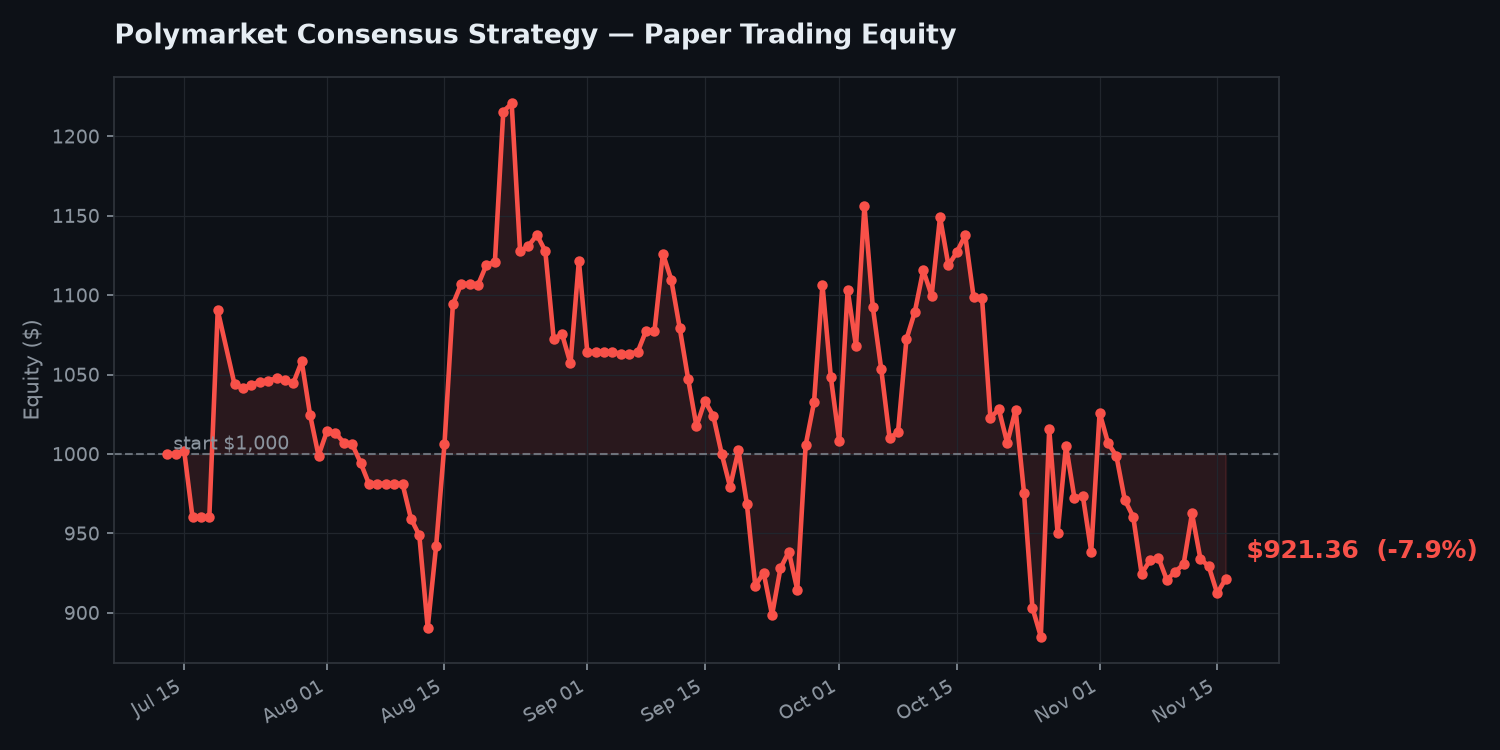 Polymarket Consensus Strategy — Paper Trading Equity
Equity ($)
1200
1150
1100
1050
1000
950
900
start $1,000
$921.36 (-7.9%)
Jul 15
Aug 01
Aug 15
Sep 01
Sep 15
Oct 01
Oct 15
Nov 01
Nov 15